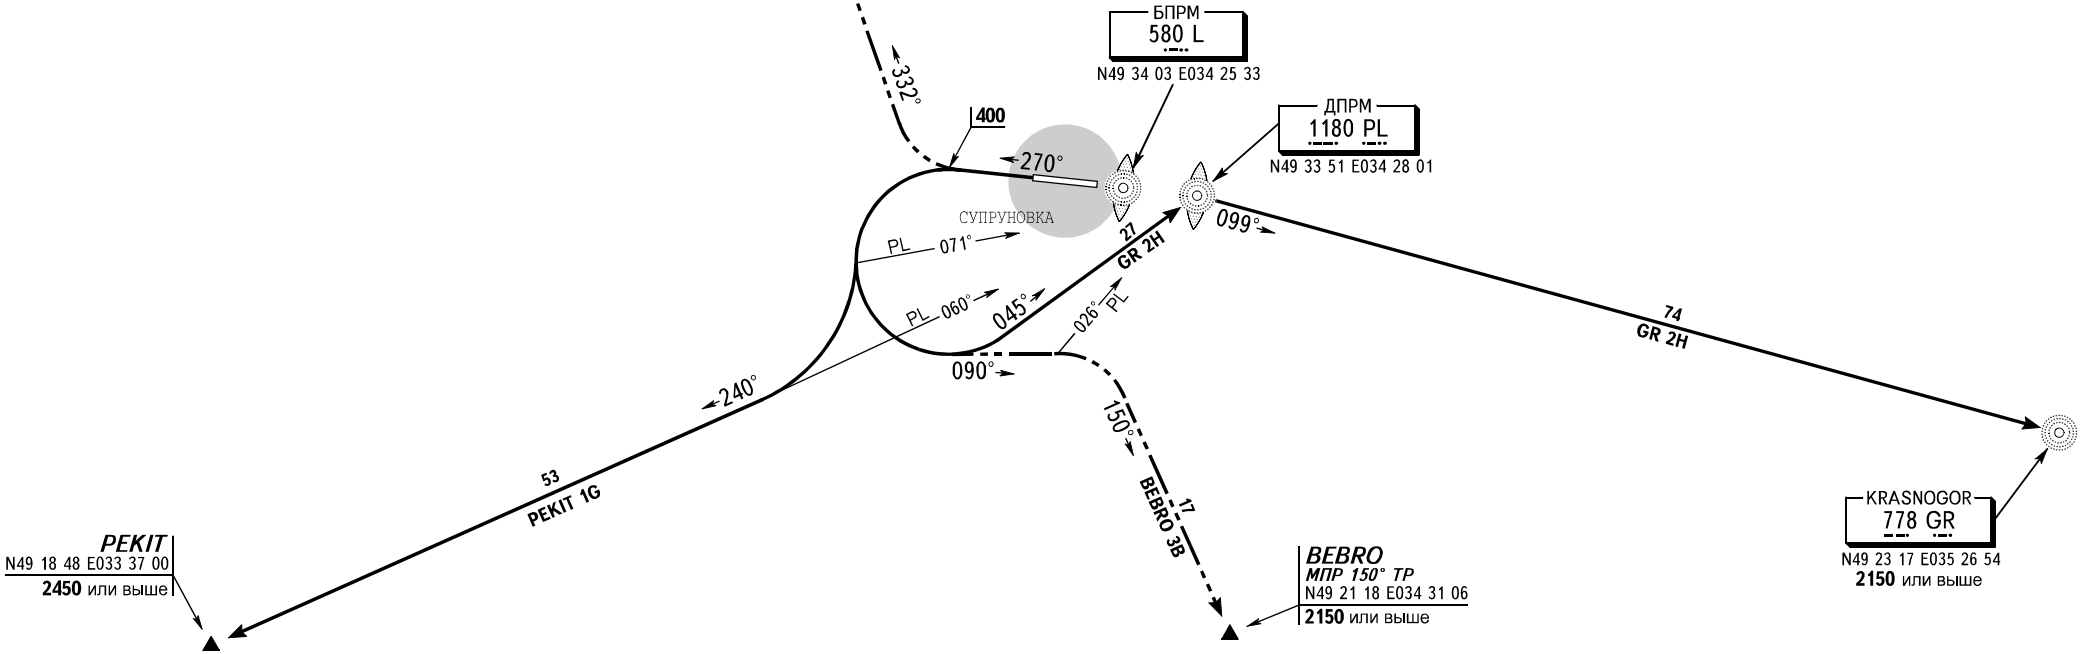 БПРМ
580 L
N49 34 03 E034 25 33
ДПРМ
1180 PL
N49 33 51 E034 28 01
332°
400
270°
СУПРУНОВКА
PL 071°
PL 060°
27
GR 2H
099°
045°
026°
PL
090°
240°
150°
74
GR 2H
53
PEKIT 1G
17
BEBRO 3B
PEKIT
N49 18 48 E033 37 00
2450 или выше
BEBRO
МПР 150° ТР
N49 21 18 E034 31 06
2150 или выше
KRASNOGOR
778 GR
N49 23 17 E035 26 54
2150 или выше